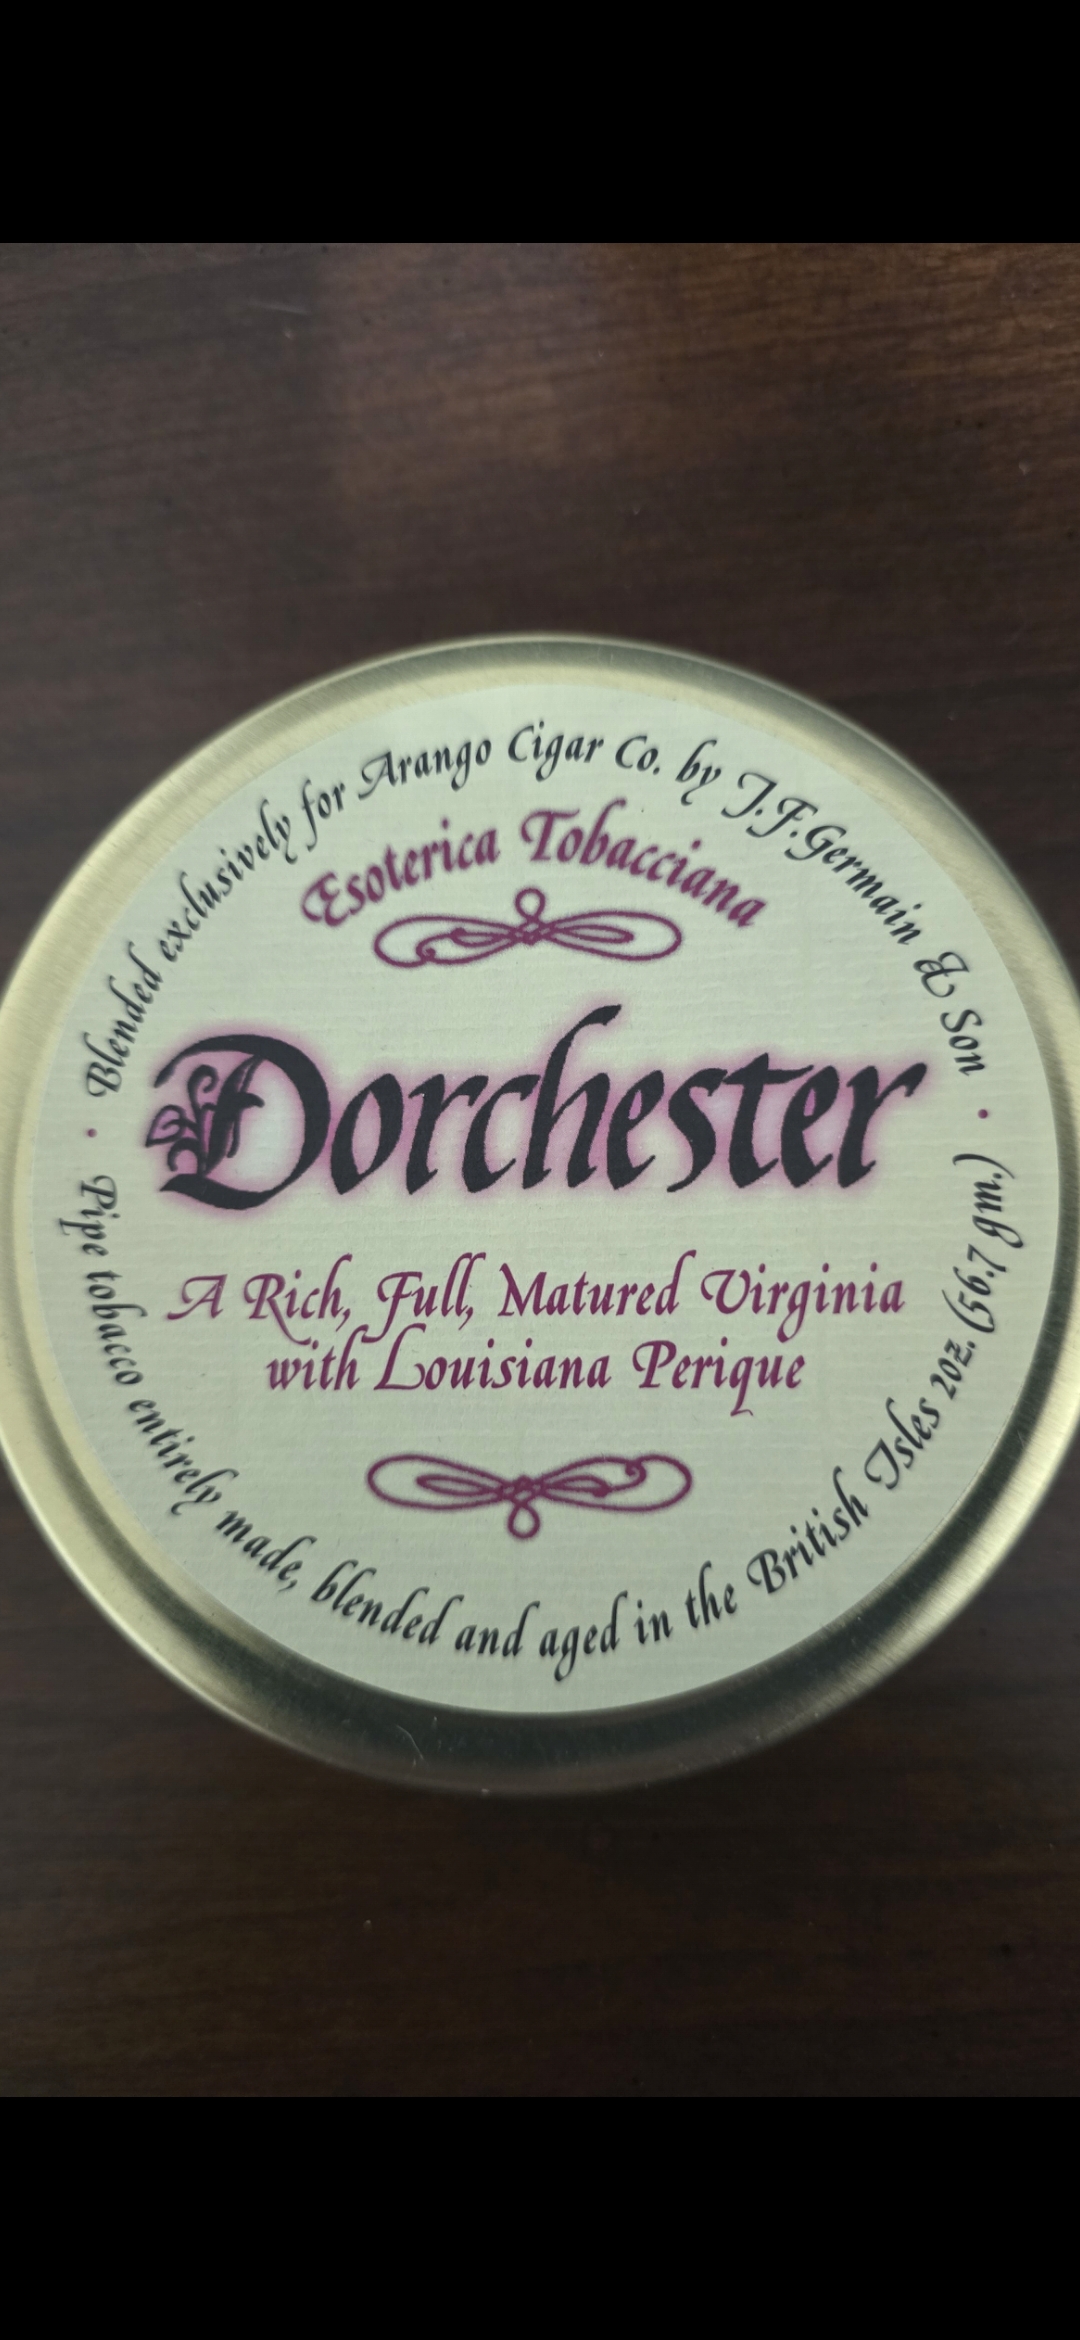 Blended exclusively for Arango Cigar Co. by J.F.Germain & Son
Esoterica Tobacciana
Dorchester
A Rich, Full, Matured Virginia
with Louisiana Perique
Pipe tobacco entirely made, blended and aged in the British Isles 2oz. (56.7 gm.)